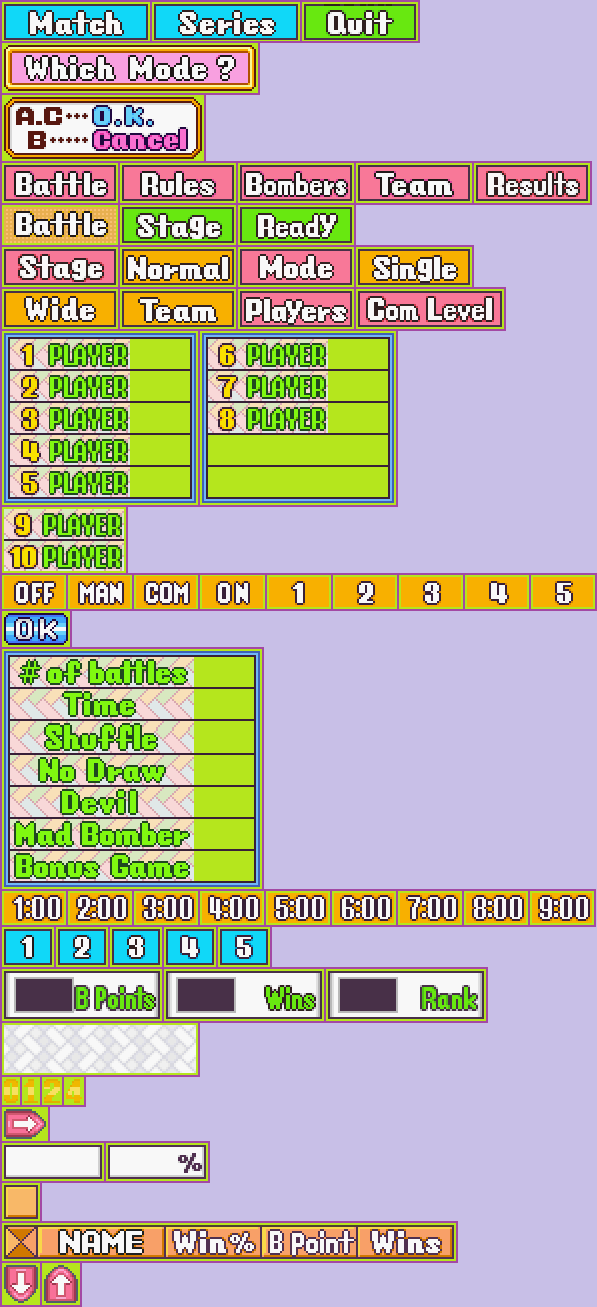 Match Series Quit
Which Mode ?
A.C… O.K.
B…… Cancel
Battle Rules Bombers Team Results
Battle Stage Ready
Stage Normal Mode Single
Wide Team Players Com Level
1 PLAYER 6 PLAYER
2 PLAYER 7 PLAYER
3 PLAYER 8 PLAYER
4 PLAYER
5 PLAYER
9 PLAYER
10 PLAYER
OFF MAN COM ON 1 2 3 4 5
OK
# of battles
Time
Shuffle
No Draw
Devil
Mad Bomber
Bonus Game
1:00 2:00 3:00 4:00 5:00 6:00 7:00 8:00 9:00
1 2 3 4 5
B Points Wins Rank
0 1 2 4
%
NAME Win% B Point Wins